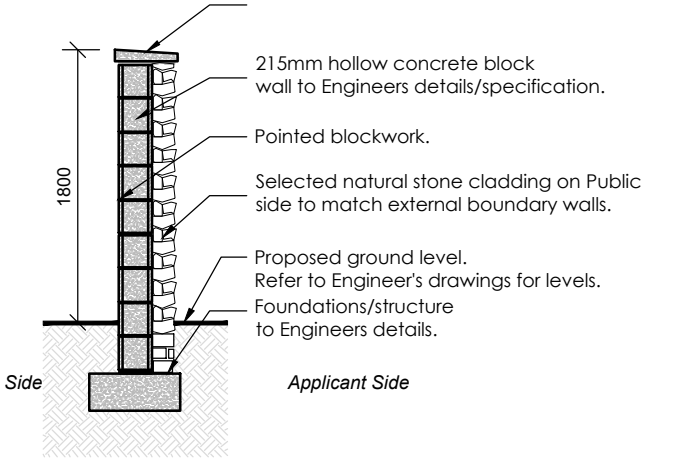 215mm hollow concrete block
wall to Engineers details/specification.
Pointed blockwork.
1800
Selected natural stone cladding on Public
side to match external boundary walls.
Proposed ground level.
Refer to Engineer's drawings for levels.
Foundations/structure
to Engineers details.
Side
Applicant Side